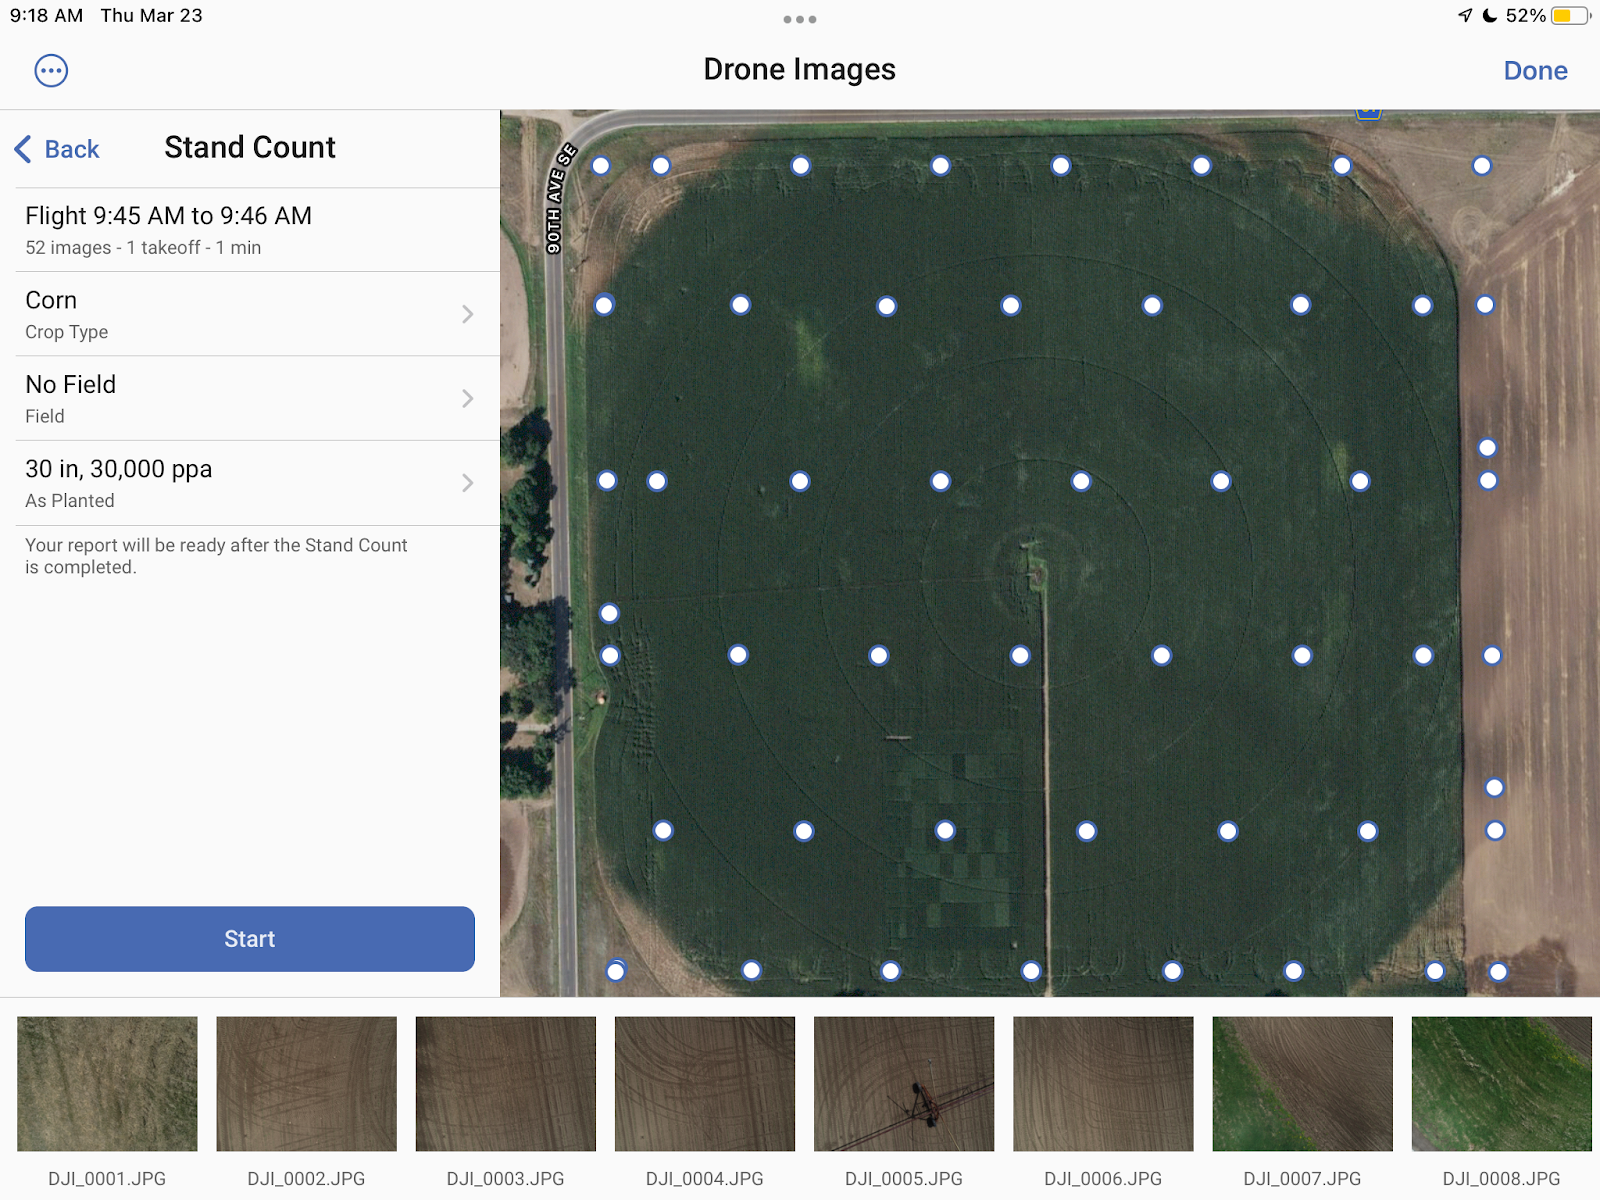 9:18 AM Thu Mar 23
52%
Drone Images
Done
Back
Stand Count
Flight 9:45 AM to 9:46 AM
52 images - 1 takeoff - 1 min
Corn
Crop Type
No Field
Field
30 in, 30,000 ppa
As Planted
Your report will be ready after the Stand Count
is completed.
Start
90TH AVE SE
DJI_0001.JPG
DJI_0002.JPG
DJI_0003.JPG
DJI_0004.JPG
DJI_0005.JPG
DJI_0006.JPG
DJI_0007.JPG
DJI_0008.JPG